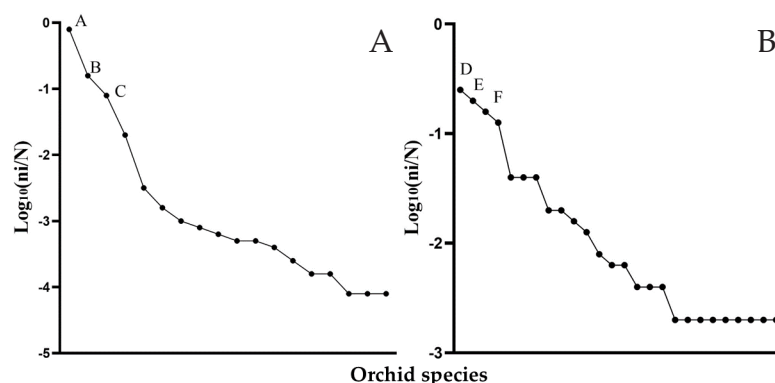 A
B
0
-1
-2
-3
-4
-5
Log₁₀(ni/N)
A
B
C
0
-1
-2
-3
Log₁₀(ni/N)
D
E
F
Orchid species